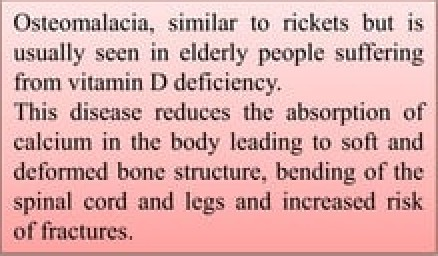 Osteomalacia, similar to rickets but is
usually seen in elderly people suffering
from vitamin D deficiency.
This disease reduces the absorption of
calcium in the body leading to soft and
deformed bone structure, bending of the
spinal cord and legs and increased risk
of fractures.